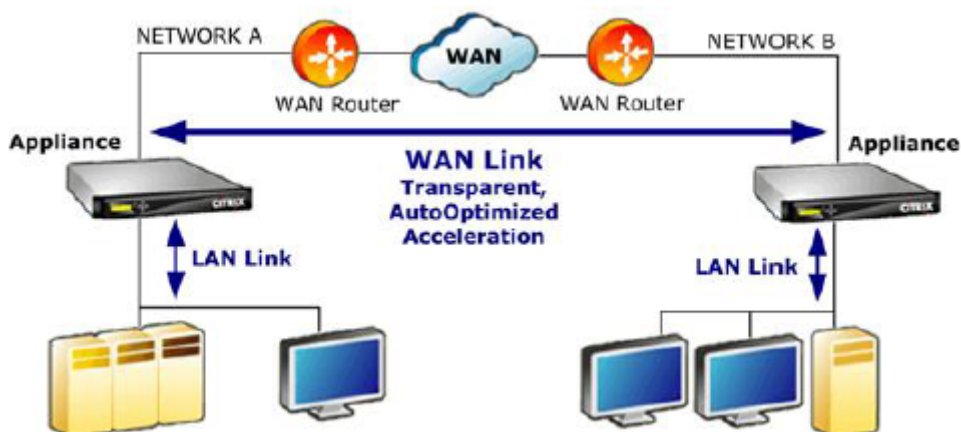 NETWORK A
WAN
NETWORK B
WAN Router
WAN Router
Appliance
Appliance
WAN Link
Transparent,
AutoOptimized
Acceleration
CITRIX
CITRIX
LAN Link
LAN Link